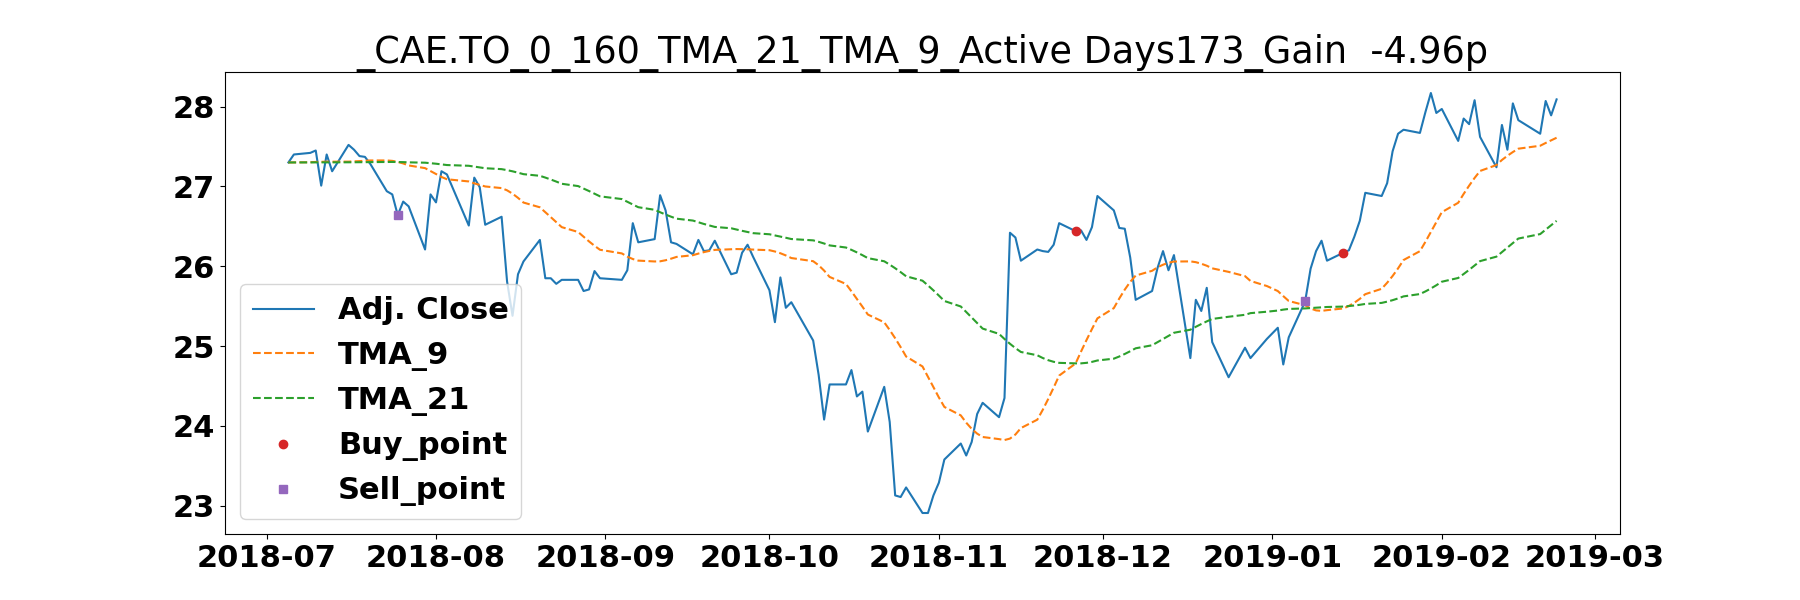 _CAE.TO_0_160_TMA_21_TMA_9_Active Days173_Gain  -4.96p
28
27
26
25
24
23
Adj. Close
TMA_9
TMA_21
Buy_point
Sell_point
2018-07 2018-08 2018-09 2018-10 2018-11 2018-12 2019-01 2019-02 2019-03